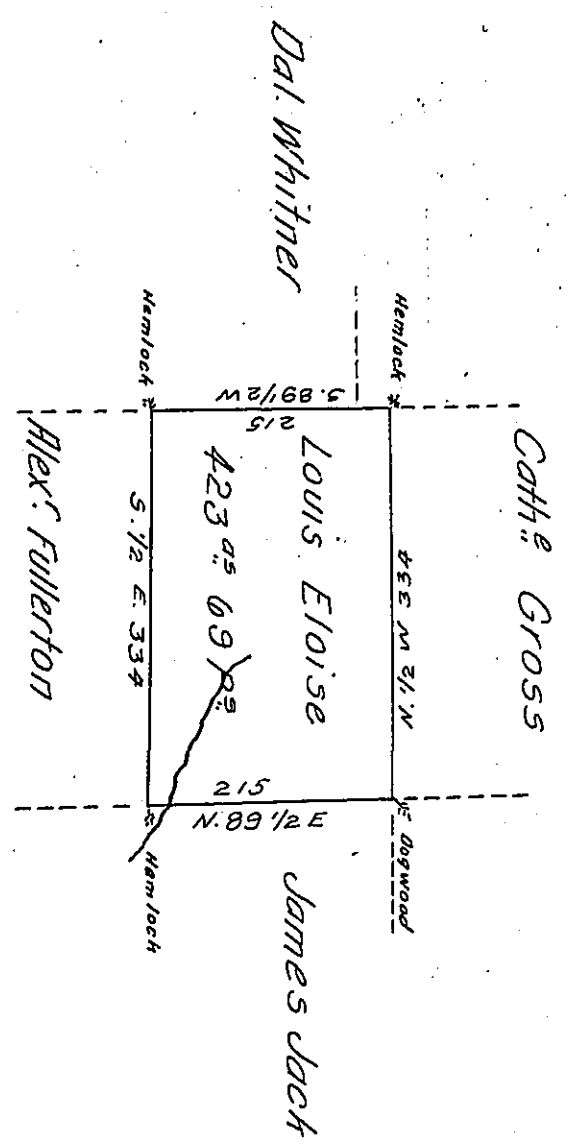 Cathe. Gross
Dal. Whitner
Hemlock
Dogwood
N. 1/2 W 334
S. 89 1/2 W
215
Louis Eloise
423 as. 69 ps.
215
N. 89 1/2 E
James Jack
Hemlock
S. 1/2 E. 334
Hemlock
Alexr. Fullerton